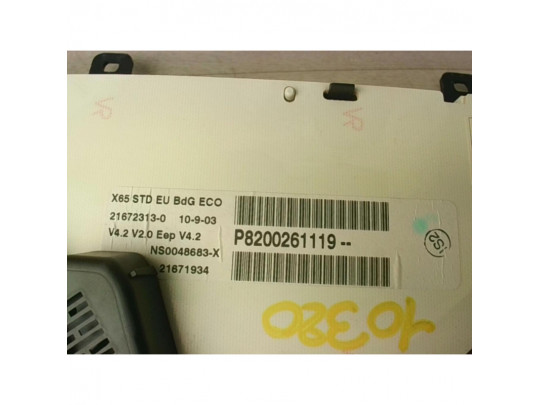 VR
VR
X65 STD EU BdG ECO
21672313-0 10-9-03
V4.2 V2.0 Eep V4.2
NS0048683-X
21671934
P8200261119--
10320